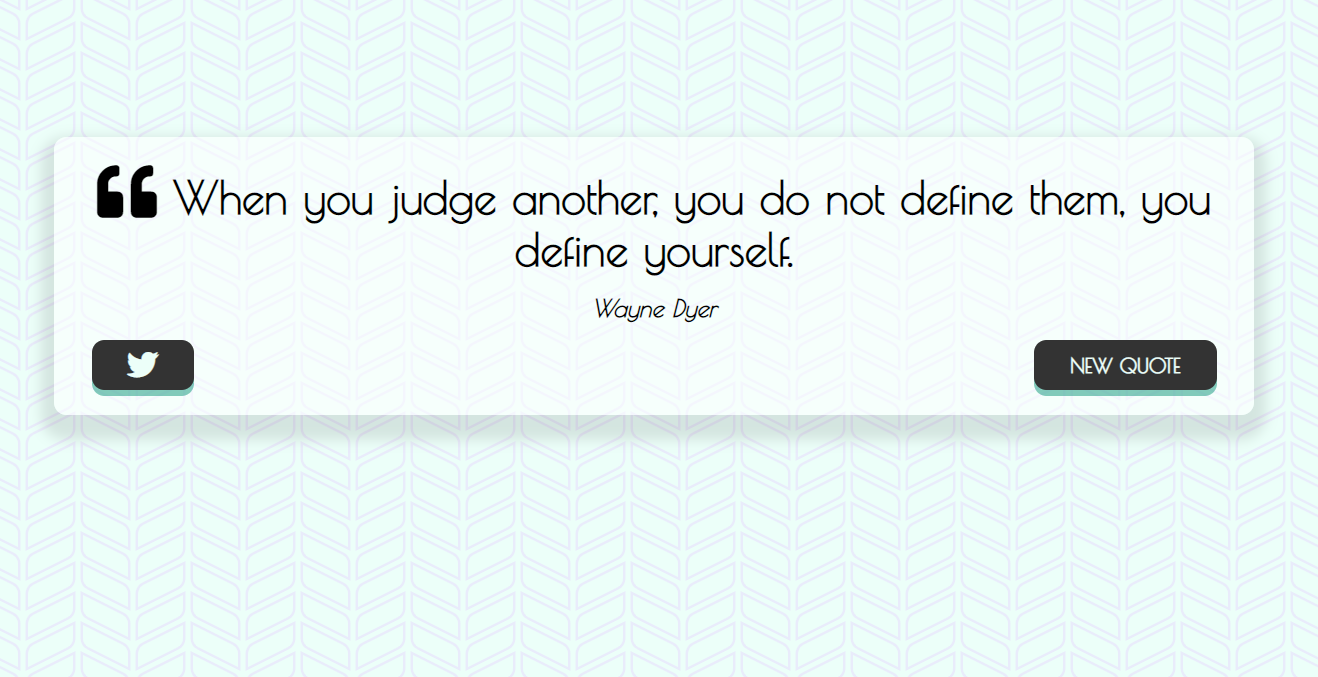 ❝ When you judge another, you do not define them, you
define yourself.
Wayne Dyer
NEW QUOTE